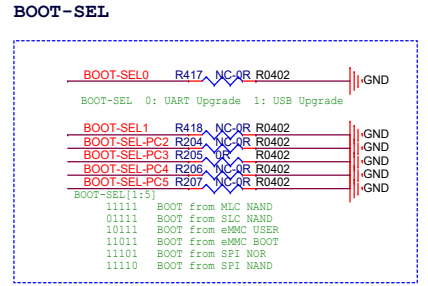 BOOT-SEL
BOOT-SEL0 R417 NC-0R R0402 GND
BOOT-SEL 0: UART Upgrade 1: USB Upgrade
BOOT-SEL1 R418 NC-0R R0402 GND
BOOT-SEL-PC2 R204 NC-0R R0402 GND
BOOT-SEL-PC3 R205 0R R0402 GND
BOOT-SEL-PC4 R206 NC-0R R0402 GND
BOOT-SEL-PC5 R207 NC-0R R0402 GND
BOOT-SEL[1:5]
11111 BOOT from MLC NAND
01111 BOOT from SLC NAND
10111 BOOT from eMMC USER
11011 BOOT from eMMC BOOT
11101 BOOT from SPI NOR
11110 BOOT from SPI NAND